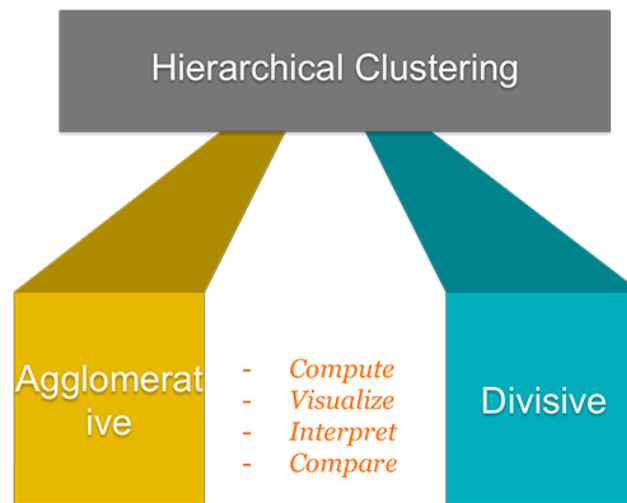 Hierarchical Clustering
Agglomerat
ive
- Compute
- Visualize
- Interpret
- Compare
Divisive